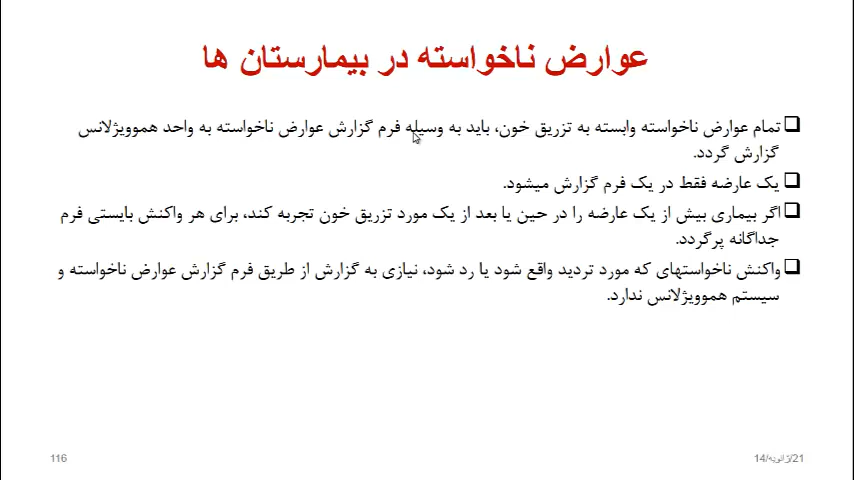 عوارض ناخواسته در بیمارستان ها
تمام عوارض ناخواسته وابسته به تزریق خون، باید به وسیله فرم گزارش عوارض ناخواسته به واحد هموویژلانس
گزارش گردد.
یک عارضه فقط در یک فرم گزارش میشود.
اگر بیماری بیش از یک عارضه را در حین یا بعد از یک مورد تزریق خون تجربه کند، برای هر واکنش بایستی فرم
جداگانه پرگردد.
واکنش ناخواستهای که مورد تردید واقع شود یا رد شود، نیازی به گزارش از طریق فرم گزارش عوارض ناخواسته و
سیستم هموویژلانس ندارد.
116
21/ژانویه/14